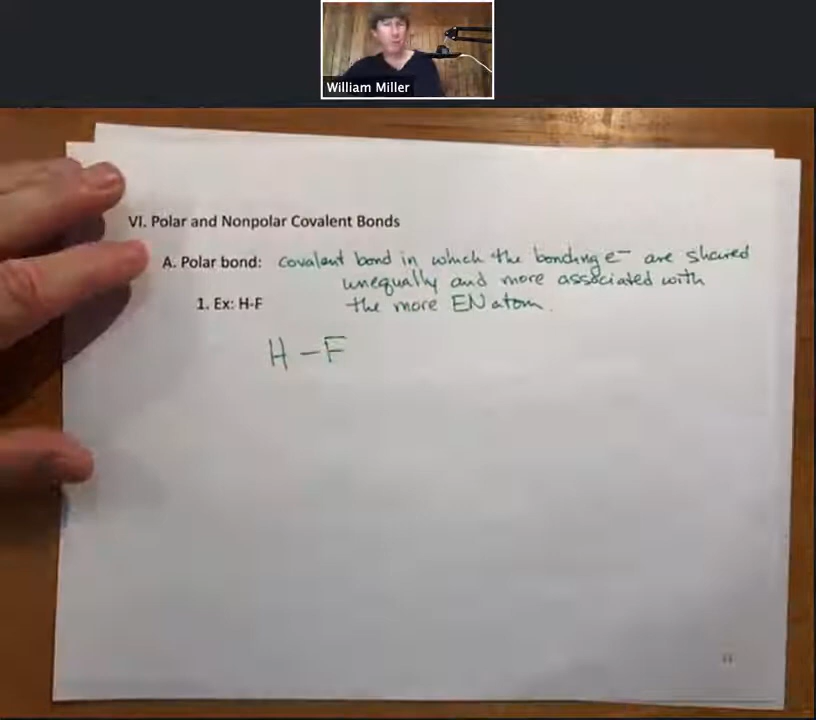 William Miller
VI. Polar and Nonpolar Covalent Bonds
A. Polar bond: covalent bond in which the bonding e⁻ are shared
unequally and more associated with
1. Ex: H-F the more EN atom.
H – F